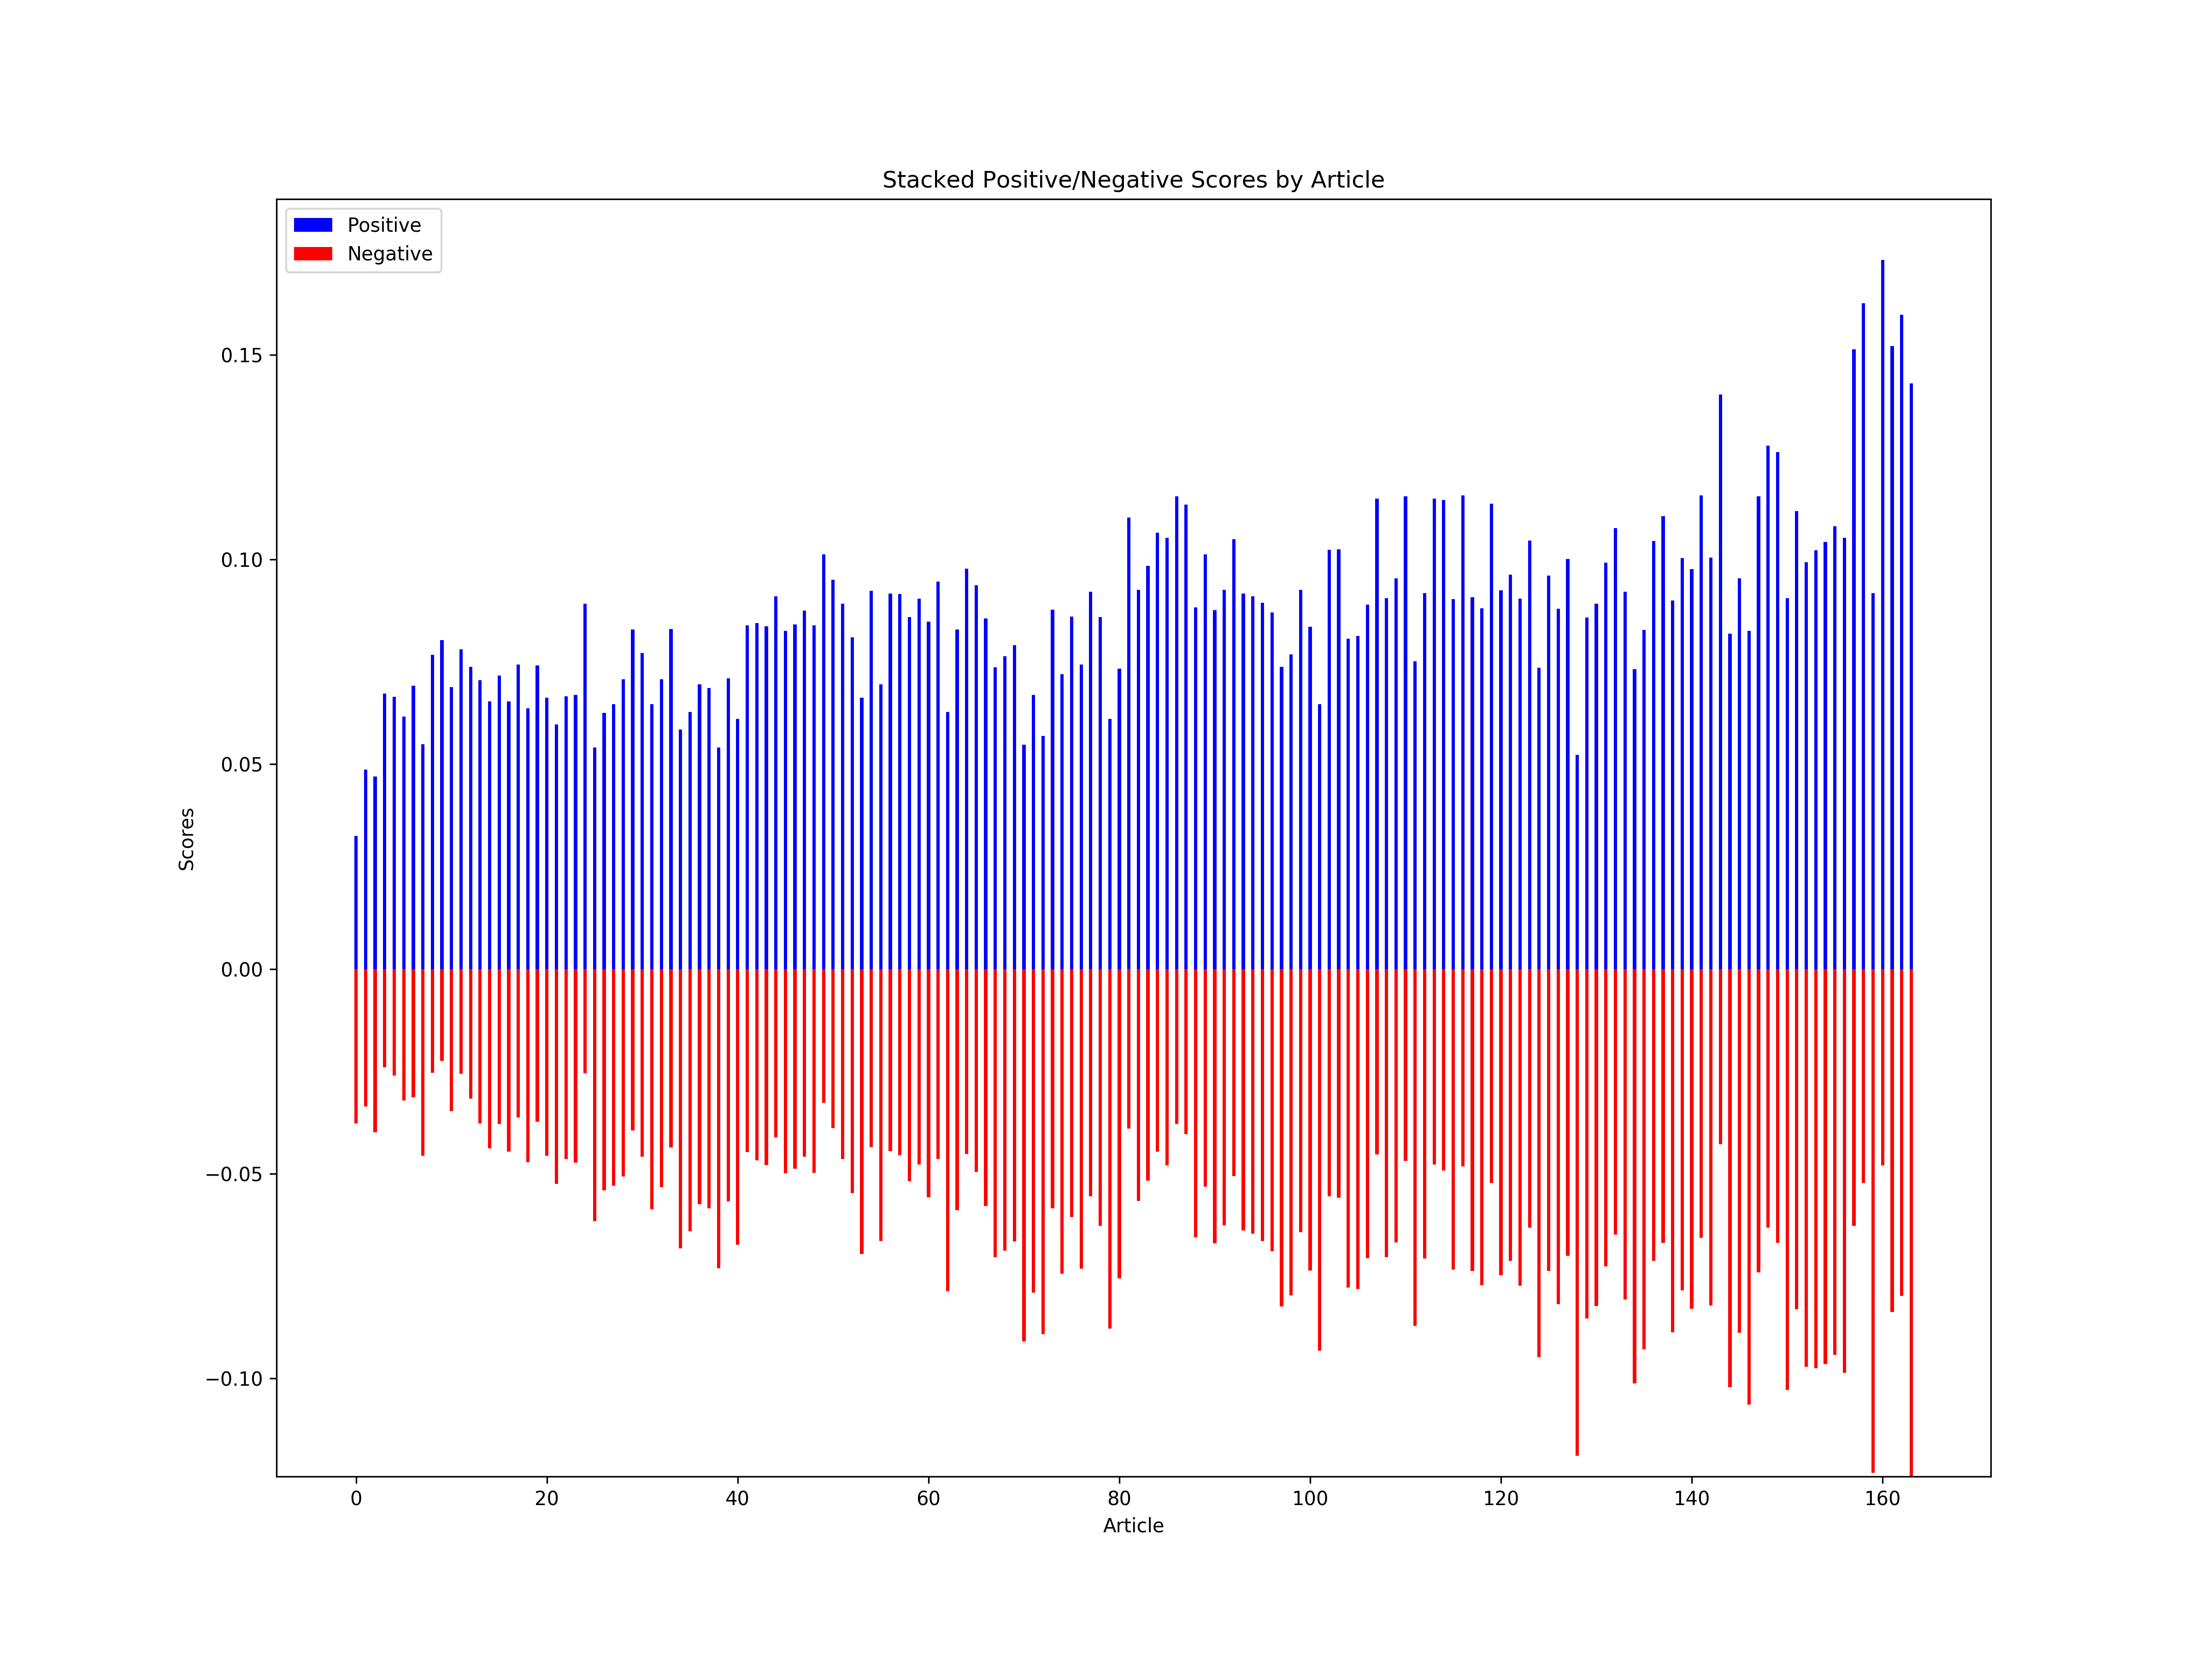 Stacked Positive/Negative Scores by Article
Positive
Negative
0.15
0.10
0.05
0.00
−0.05
−0.10
Scores
0 20 40 60 80 100 120 140 160
Article